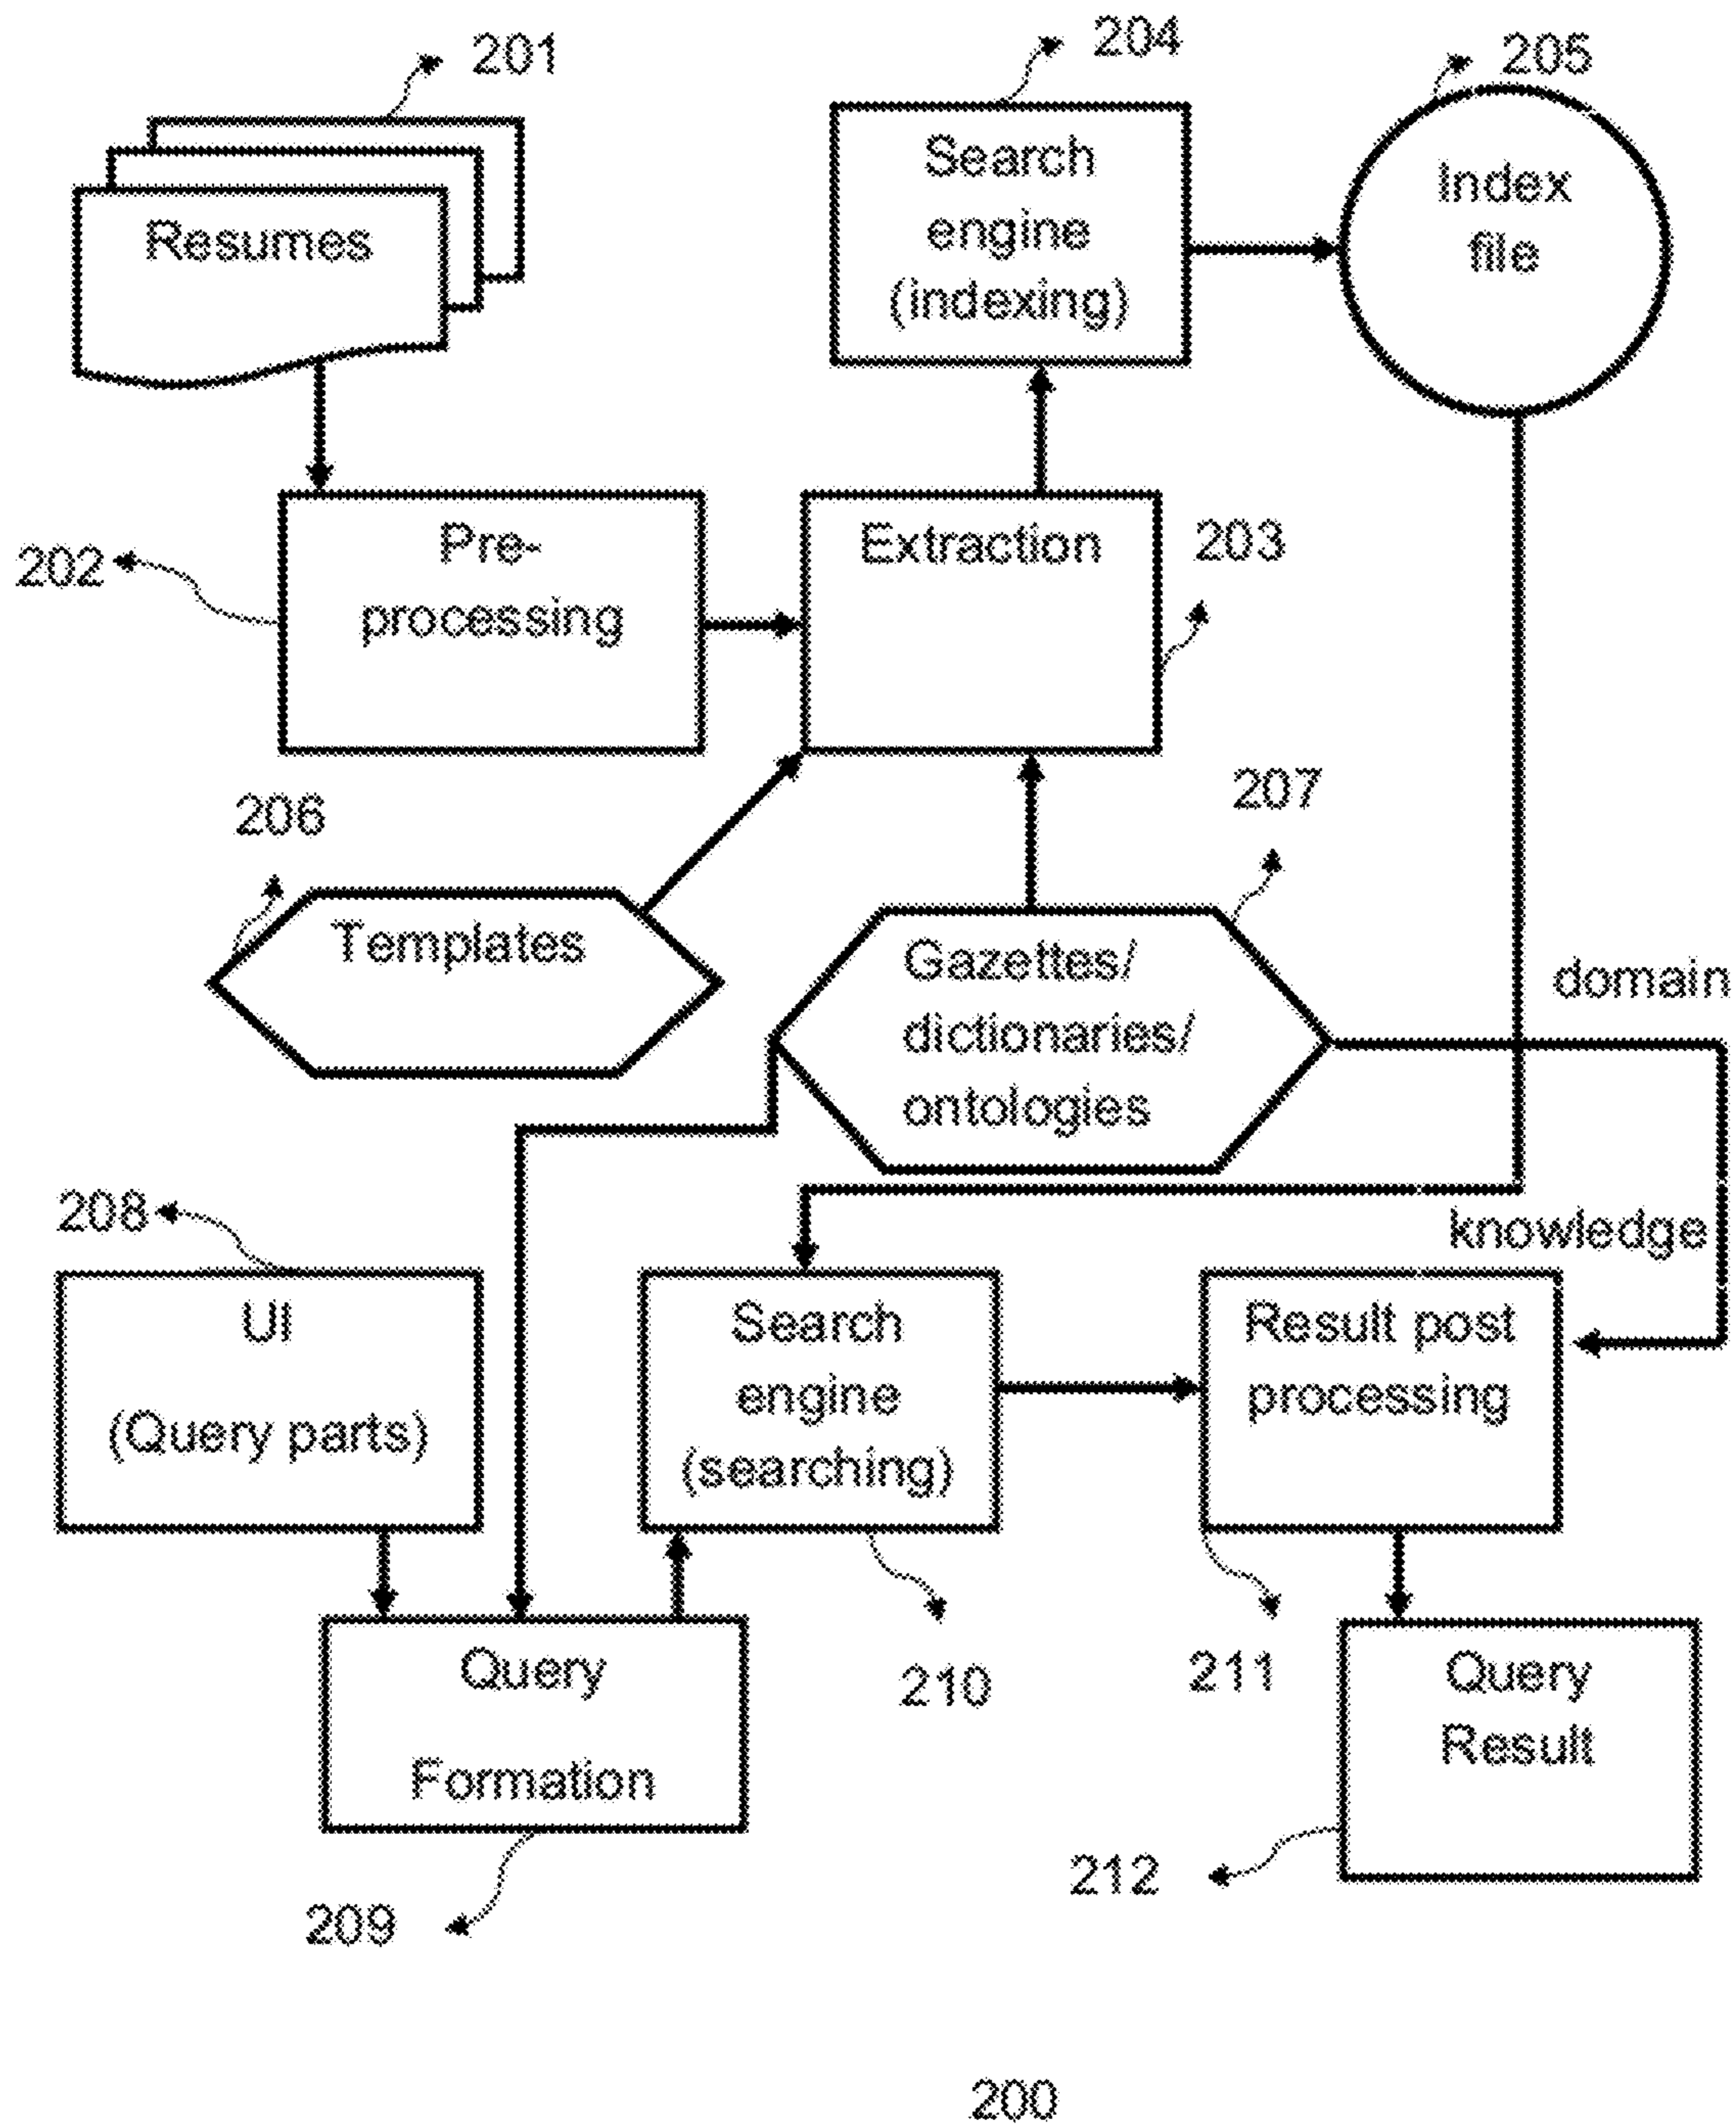 201
204
205
Resumes
Search
engine
(indexing)
Index
file
202
Pre-
processing
Extraction
203
206
207
Templates
Gazettes/
dictionaries/
ontologies
domain
knowledge
208
UI
(Query parts)
Search
engine
(searching)
Result post
processing
Query
Formation
210
211
Query
Result
209
212
200